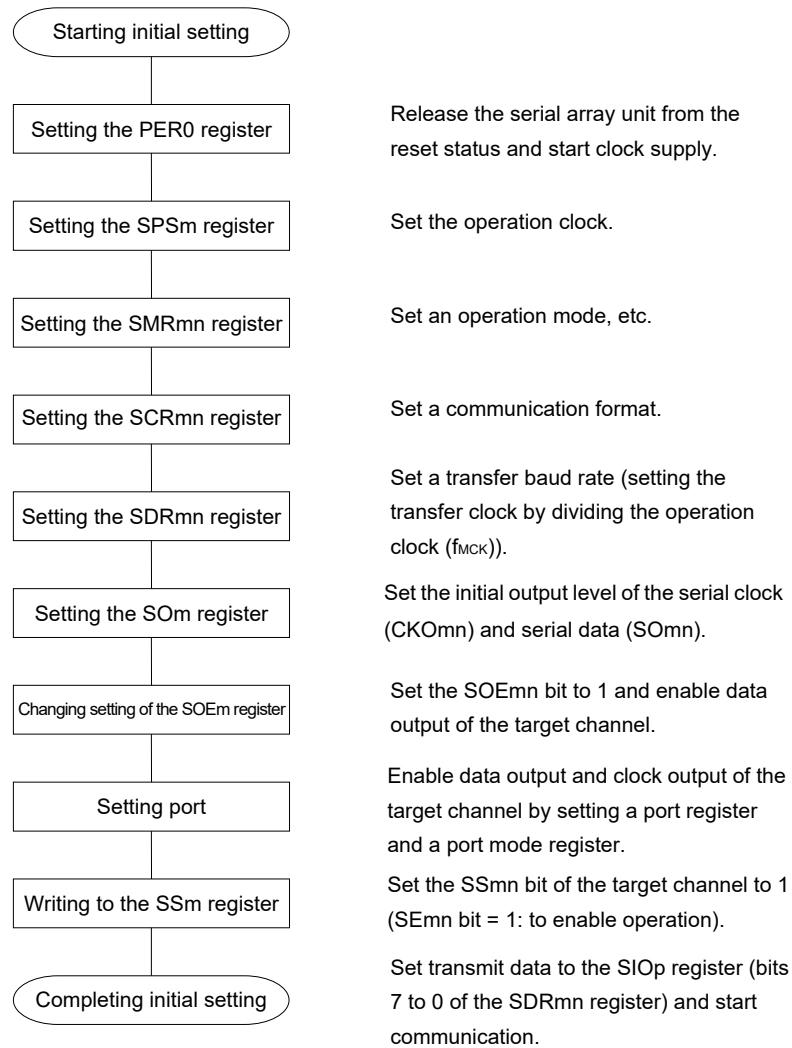 Starting initial setting
Setting the PER0 register
Release the serial array unit from the
reset status and start clock supply.
Setting the SPSm register
Set the operation clock.
Setting the SMRmn register
Set an operation mode, etc.
Setting the SCRmn register
Set a communication format.
Setting the SDRmn register
Set a transfer baud rate (setting the
transfer clock by dividing the operation
clock (fMCK)).
Setting the SOm register
Set the initial output level of the serial clock
(CKOmn) and serial data (SOmn).
Changing setting of the SOEm register
Set the SOEmn bit to 1 and enable data
output of the target channel.
Setting port
Enable data output and clock output of the
target channel by setting a port register
and a port mode register.
Writing to the SSm register
Set the SSmn bit of the target channel to 1
(SEmn bit = 1: to enable operation).
Completing initial setting
Set transmit data to the SIOp register (bits
7 to 0 of the SDRmn register) and start
communication.